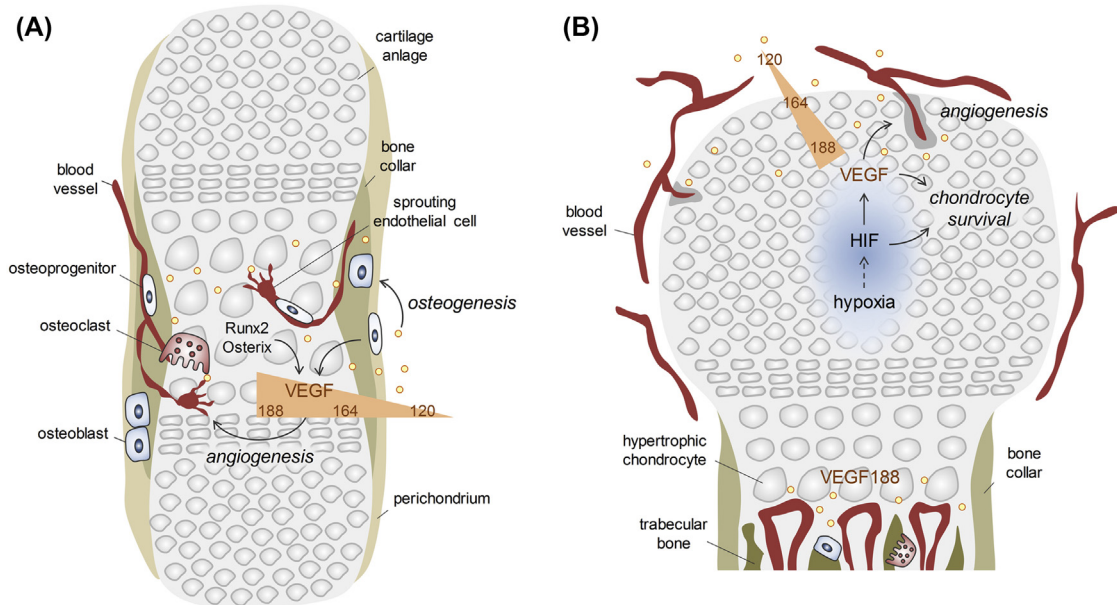 (A)
cartilage
anlage
bone
collar
blood
vessel
sprouting
endothelial cell
osteoprogenitor
osteogenesis
osteoclast
Runx2
Osterix
VEGF
188 164 120
osteoblast
angiogenesis
perichondrium
(B)
120
164
188
angiogenesis
VEGF
chondrocyte
survival
blood
vessel
HIF
hypoxia
hypertrophic
chondrocyte
VEGF188
bone
collar
trabecular
bone